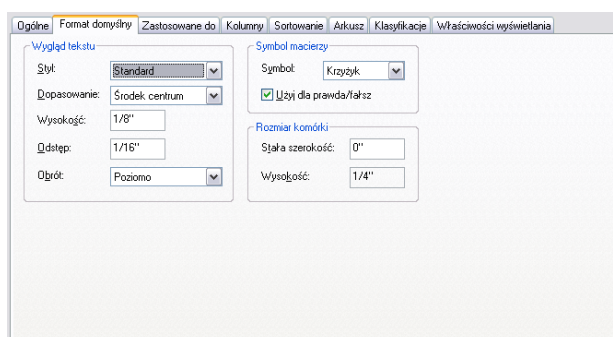 Ogólne Format domyślny Zastosowane do Kolumny Sortowanie Arkusz Klasyfikacje Właściwości wyświetlania
Wygląd tekstu
Styl: Standard
Dopasowanie: Środek centrum
Wysokość: 1/8"
Odstęp: 1/16"
Obrót: Poziomo
Symbol macierzy
Symbol: Krzyżyk
Użyj dla prawda/fałsz
Rozmiar komórki
Stała szerokość: 0"
Wysokość: 1/4"